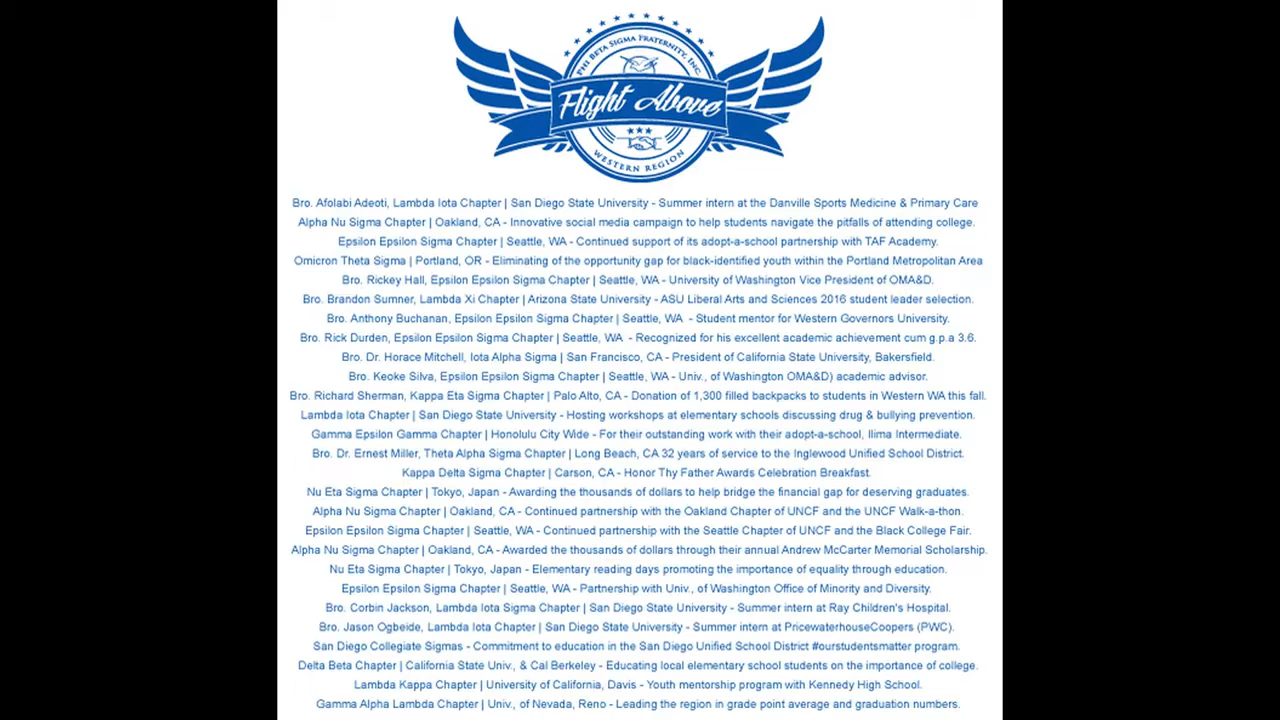 PHI BETA SIGMA FRATERNITY, INC.
Flight Above
WESTERN REGION
Bro. Afolabi Adeoti, Lambda Iota Chapter | San Diego State University - Summer intern at the Danville Sports Medicine & Primary Care
Alpha Nu Sigma Chapter | Oakland, CA - Innovative social media campaign to help students navigate the pitfalls of attending college.
Epsilon Epsilon Sigma Chapter | Seattle, WA - Continued support of its adopt-a-school partnership with TAF Academy.
Omicron Theta Sigma | Portland, OR - Eliminating of the opportunity gap for black-identified youth within the Portland Metropolitan Area
Bro. Rickey Hall, Epsilon Epsilon Sigma Chapter | Seattle, WA - University of Washington Vice President of OMA&D.
Bro. Brandon Sumner, Lambda Xi Chapter | Arizona State University - ASU Liberal Arts and Sciences 2016 student leader selection.
Bro. Anthony Buchanan, Epsilon Epsilon Sigma Chapter | Seattle, WA - Student mentor for Western Governors University.
Bro. Rick Durden, Epsilon Epsilon Sigma Chapter | Seattle, WA - Recognized for his excellent academic achievement cum g.p.a 3.6.
Bro. Dr. Horace Mitchell, Iota Alpha Sigma | San Francisco, CA - President of California State University, Bakersfield.
Bro. Keoke Silva, Epsilon Epsilon Sigma Chapter | Seattle, WA - Univ., of Washington OMA&D) academic advisor.
Bro. Richard Sherman, Kappa Eta Sigma Chapter | Palo Alto, CA - Donation of 1,300 filled backpacks to students in Western WA this fall.
Lambda Iota Chapter | San Diego State University - Hosting workshops at elementary schools discussing drug & bullying prevention.
Gamma Epsilon Gamma Chapter | Honolulu City Wide - For their outstanding work with their adopt-a-school, Ilima Intermediate.
Bro. Dr. Ernest Miller, Theta Alpha Sigma Chapter | Long Beach, CA 32 years of service to the Inglewood Unified School District.
Kappa Delta Sigma Chapter | Carson, CA - Honor Thy Father Awards Celebration Breakfast.
Nu Eta Sigma Chapter | Tokyo, Japan - Awarding the thousands of dollars to help bridge the financial gap for deserving graduates.
Alpha Nu Sigma Chapter | Oakland, CA - Continued partnership with the Oakland Chapter of UNCF and the UNCF Walk-a-thon.
Epsilon Epsilon Sigma Chapter | Seattle, WA - Continued partnership with the Seattle Chapter of UNCF and the Black College Fair.
Alpha Nu Sigma Chapter | Oakland, CA - Awarded the thousands of dollars through their annual Andrew McCarter Memorial Scholarship.
Nu Eta Sigma Chapter | Tokyo, Japan - Elementary reading days promoting the importance of equality through education.
Epsilon Epsilon Sigma Chapter | Seattle, WA - Partnership with Univ., of Washington Office of Minority and Diversity.
Bro. Corbin Jackson, Lambda Iota Sigma Chapter | San Diego State University - Summer intern at Ray Children's Hospital.
Bro. Jason Ogbeide, Lambda Iota Chapter | San Diego State University - Summer intern at PricewaterhouseCoopers (PWC).
San Diego Collegiate Sigmas - Commitment to education in the San Diego Unified School District #ourstudentsmatter program.
Delta Beta Chapter | California State Univ., & Cal Berkeley - Educating local elementary school students on the importance of college.
Lambda Kappa Chapter | University of California, Davis - Youth mentorship program with Kennedy High School.
Gamma Alpha Lambda Chapter | Univ., of Nevada, Reno - Leading the region in grade point average and graduation numbers.